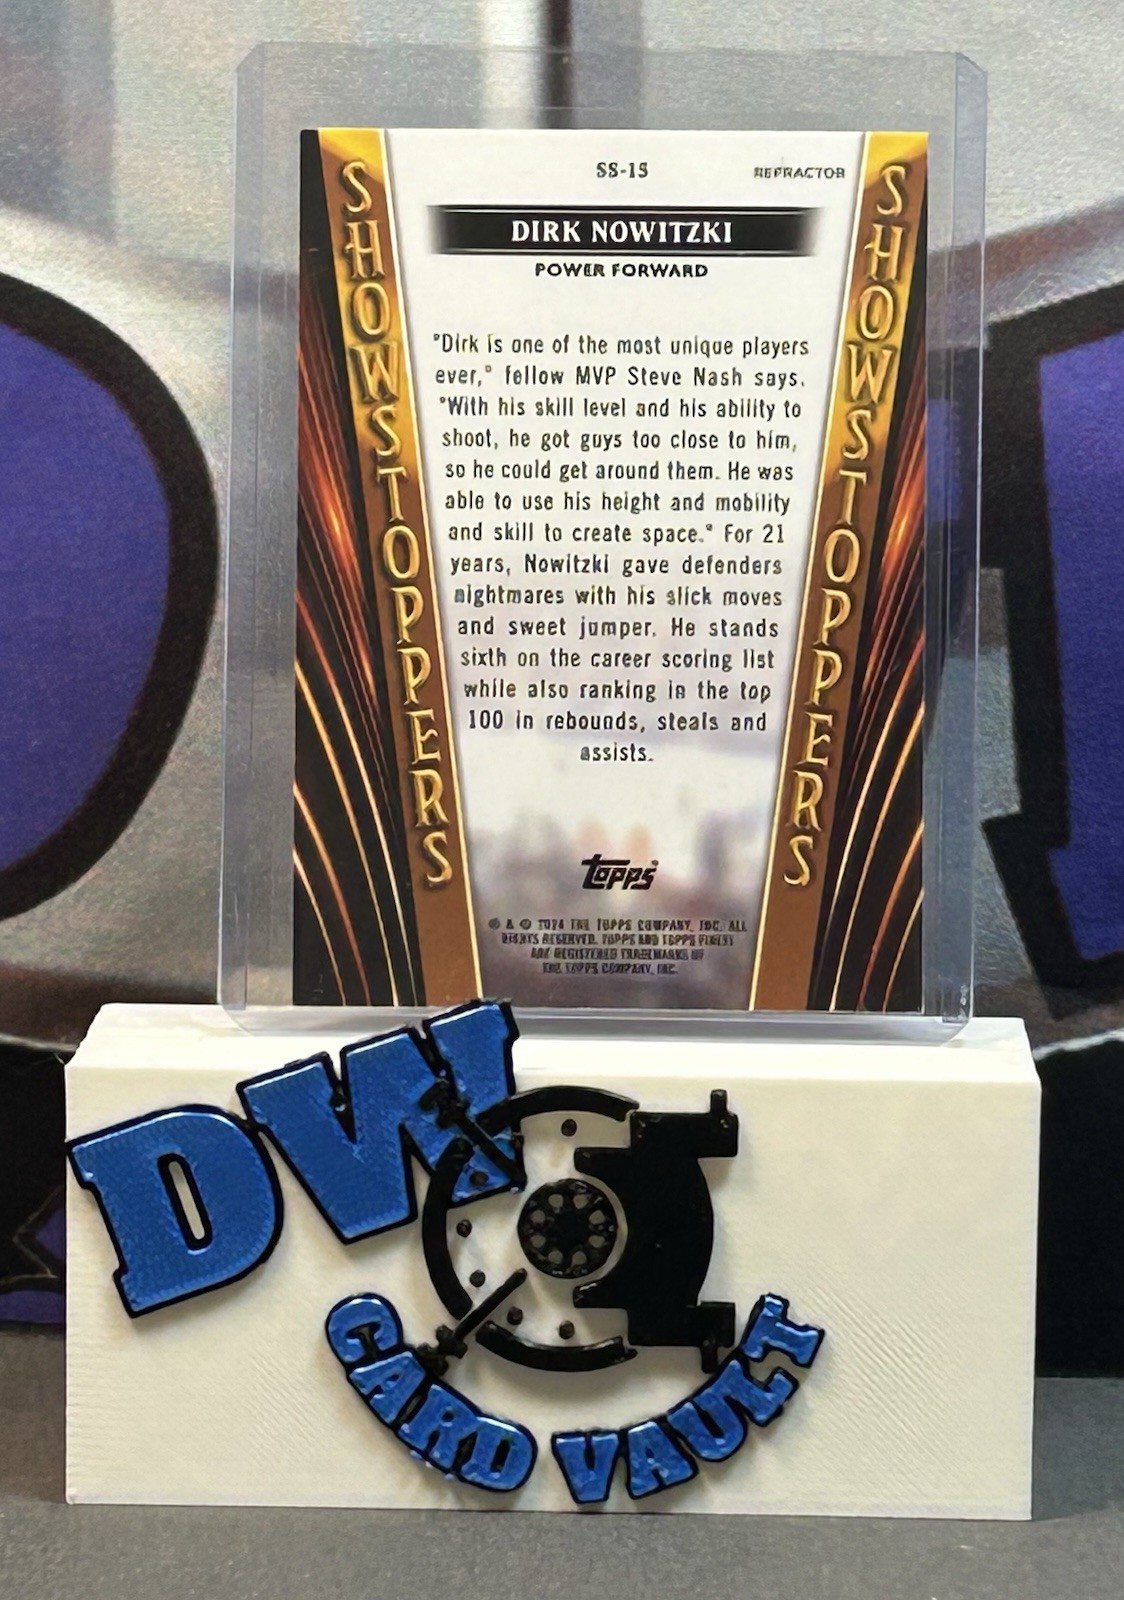 SS-15
REFRACTOR
SHOWSTOPPERS
SHOWSTOPPERS
DIRK NOWITZKI
POWER FORWARD
"Dirk is one of the most unique players
ever," fellow MVP Steve Nash says.
"With his skill level and his ability to
shoot, he got guys too close to him,
so he could get around them. He was
able to use his height and mobility
and skill to create space." For 21
years, Nowitzki gave defenders
nightmares with his slick moves
and sweet jumper. He stands
sixth on the career scoring list
while also ranking in the top
100 in rebounds, steals and
assists.
Topps
® & © 2024 THE TOPPS COMPANY, INC. ALL
RIGHTS RESERVED. TOPPS AND TOPPS FINEST
ARE REGISTERED TRADEMARKS OF
THE TOPPS COMPANY, INC.
DW
CARD VAULT